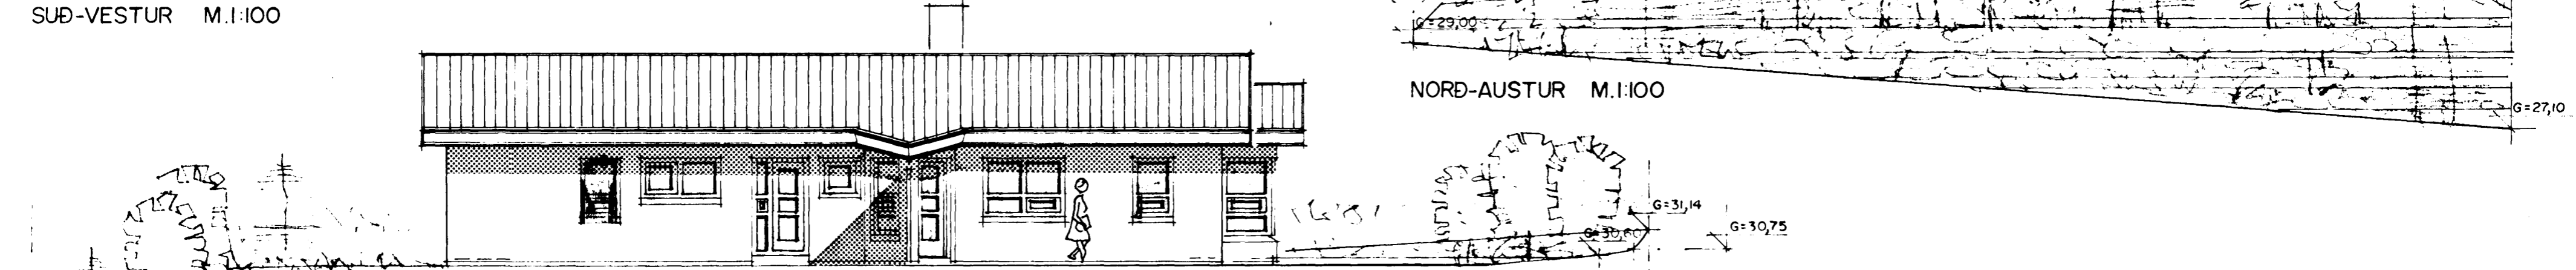 SUÐ-VESTUR M.1:100
G=29,00
NORÐ-AUSTUR M.1:100
G=27,10
G=31,14
G=30,75